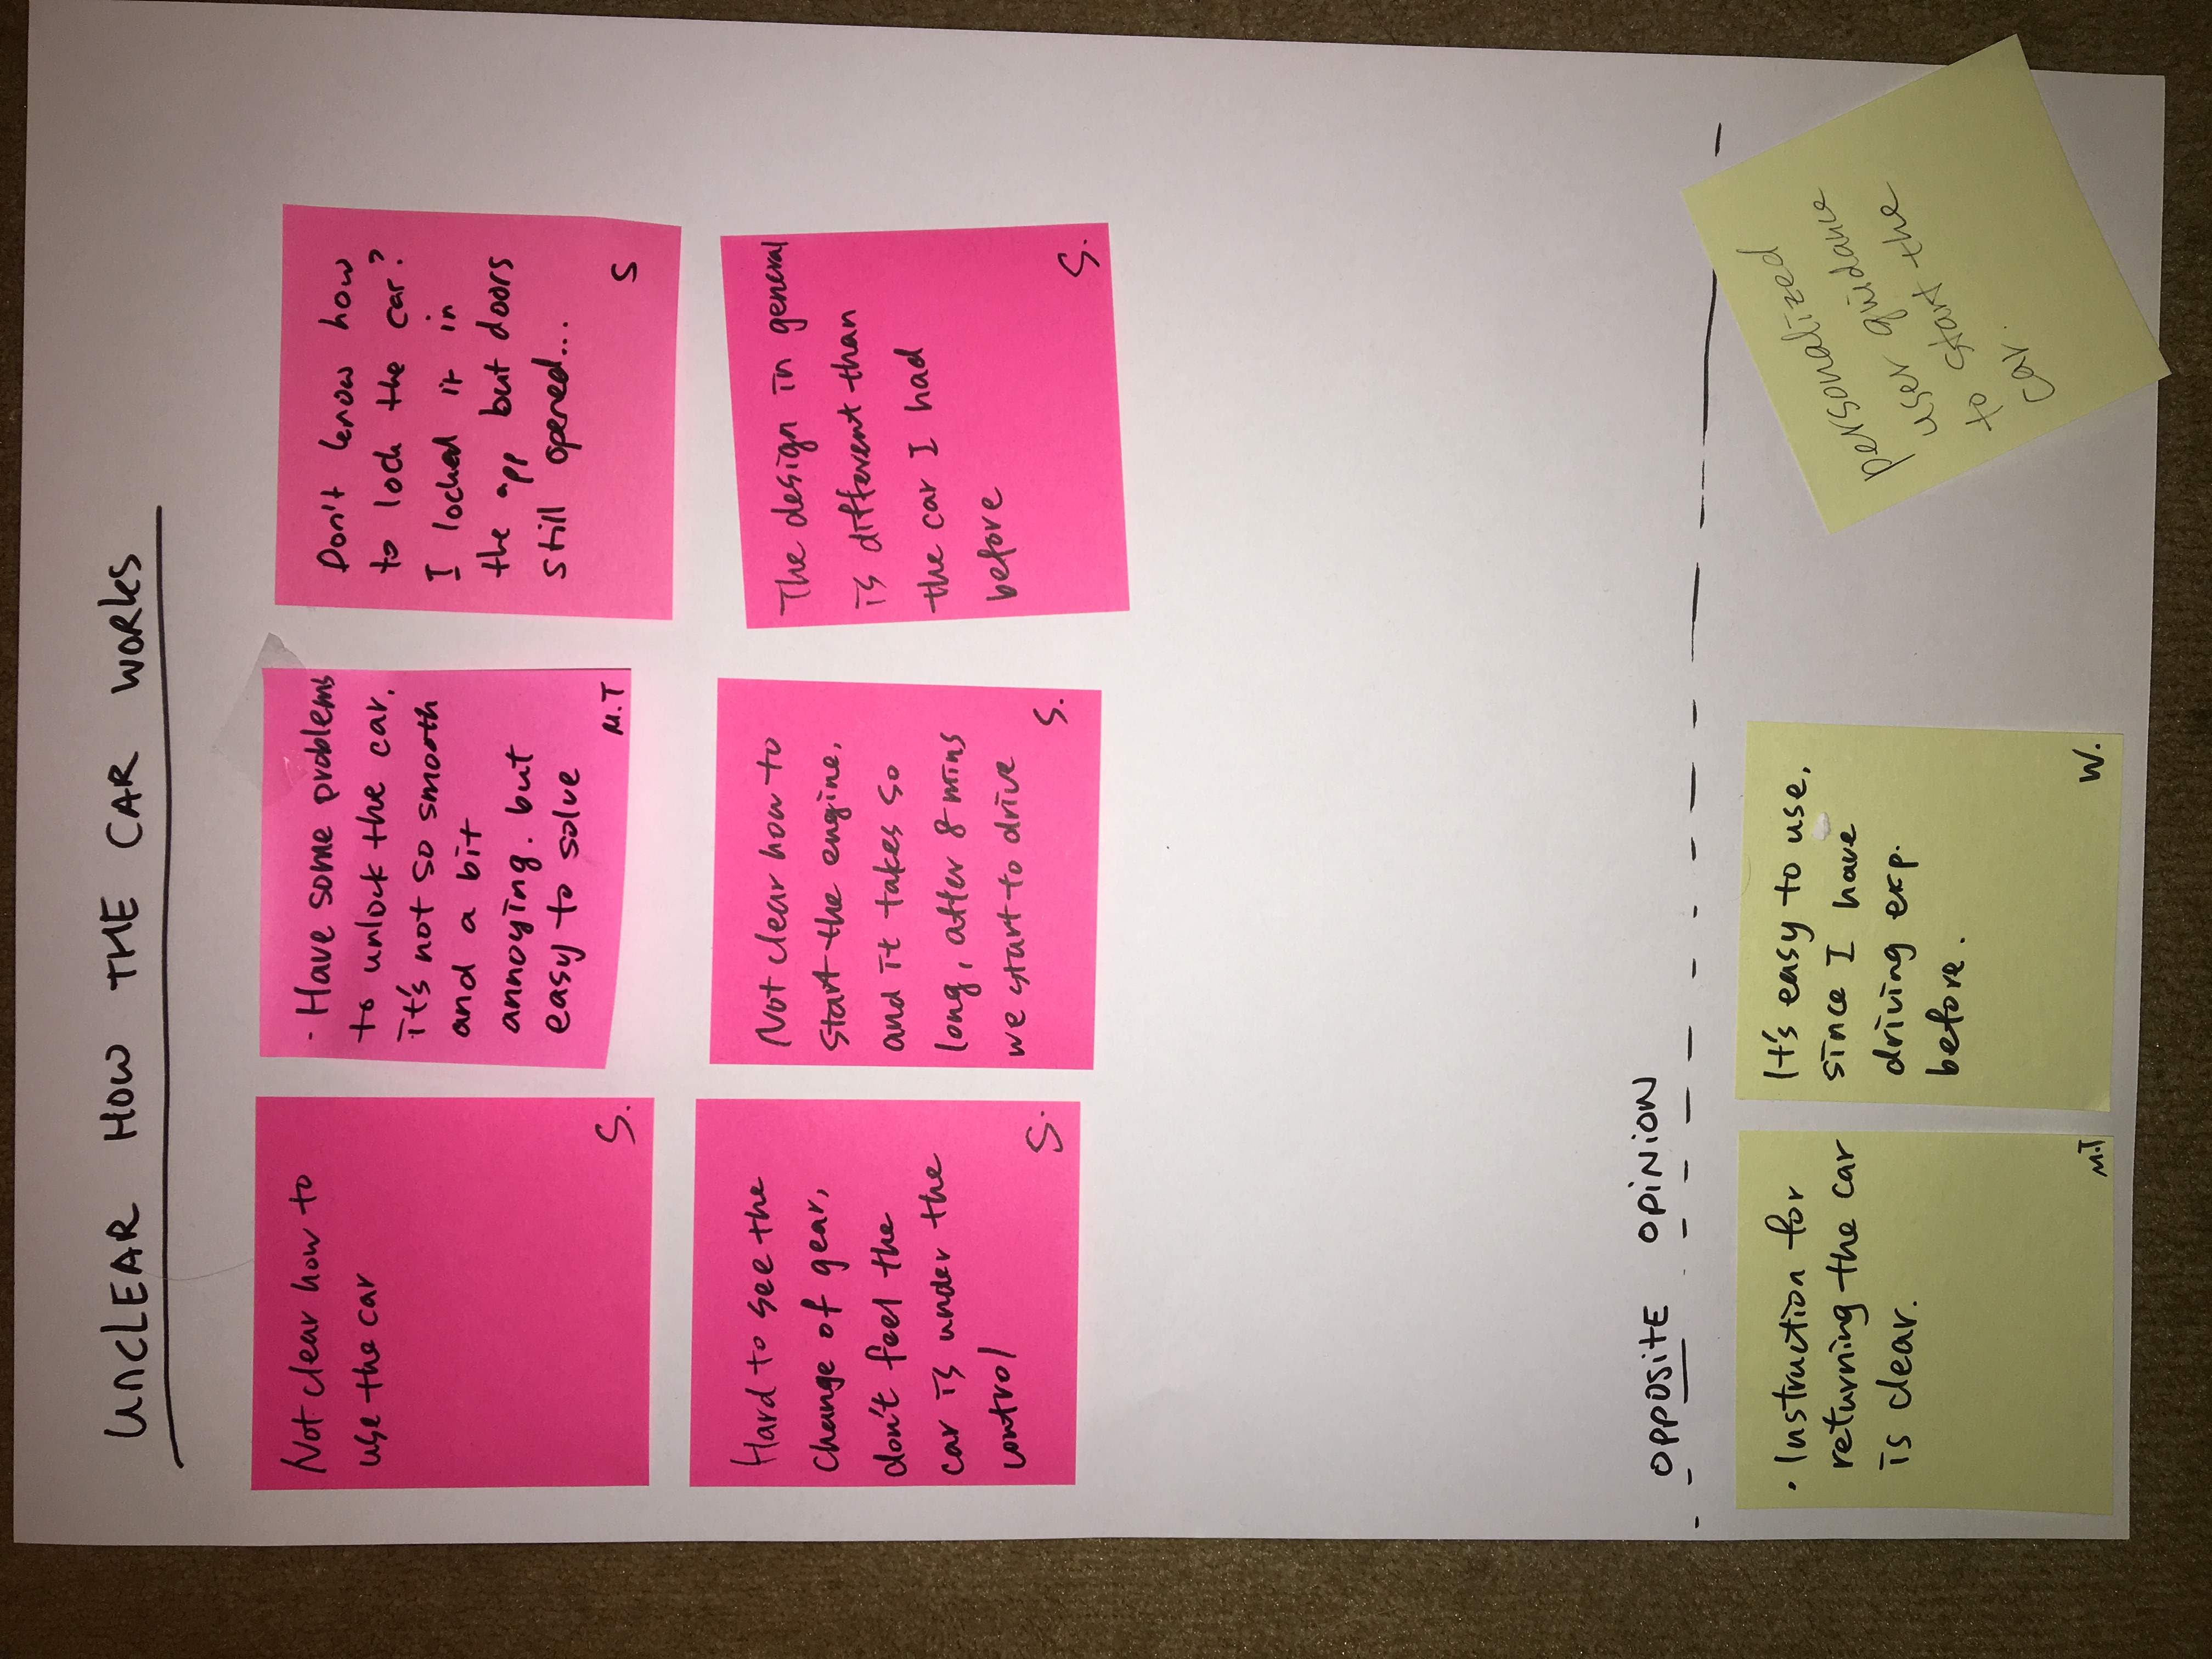 UNCLEAR HOW THE CAR WORKS
Not clear how to
use the car
S.
· Have some problems
to unlock the car.
it's not so smooth
and a bit
annoying. but
easy to solve
M.T
Don't know how
to lock the car?
I locked it in
the app but doors
still opened...
S
Hard to see the
change of gear,
don't feel the
car is under the
control
S.
Not clear how to
start the engine,
and it takes so
long, after 8 mins
we start to drive
S.
The design in general
is different than
the car I had
before
S.
OPPOSITE OPINION
· Instruction for
returning the car
is clear.
M.T
It's easy to use.
since I have
driving exp.
before.
W.
personalized
user guidance
to start the
car.